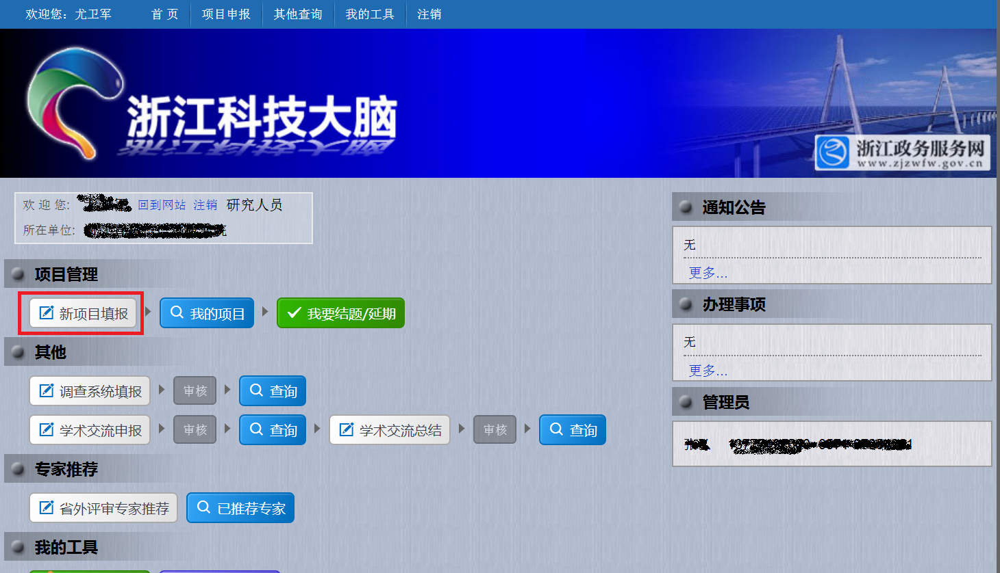 欢迎您: 尤卫军 首 页 项目申报 其他查询 我的工具 注销
浙江科技大脑
浙江政务服务网
www.zjzwfw.gov.cn
欢 迎 您: 回到网站 注销 研究人员
所在单位:
项目管理
新项目填报 我的项目 我要结题/延期
其他
调查系统填报 审核 查询
学术交流申报 审核 查询 学术交流总结 审核 查询
专家推荐
省外评审专家推荐 已推荐专家
我的工具
通知公告
无
更多...
办理事项
无
更多...
管理员